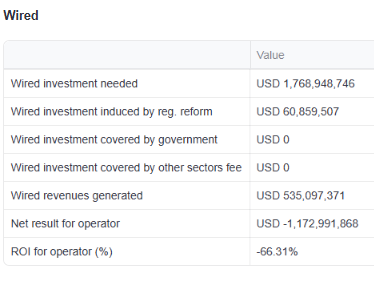 Wired
Value
Wired investment needed USD 1,768,948,746
Wired investment induced by reg. reform USD 60,859,507
Wired investment covered by government USD 0
Wired investment covered by other sectors fee USD 0
Wired revenues generated USD 535,097,371
Net result for operator USD -1,172,991,868
ROI for operator (%) -66.31%